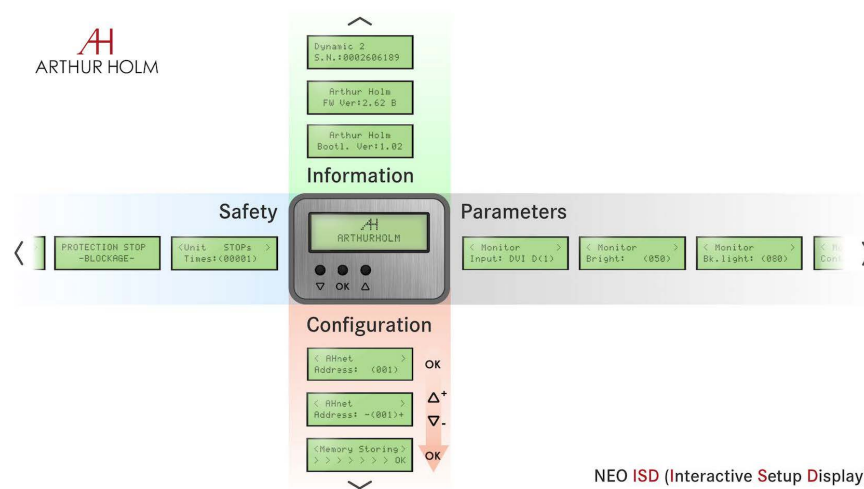 AH
ARTHUR HOLM
Dynamic 2
S.N.:0002606189
Arthur Holm
FW Ver:2.62 B
Arthur Holm
Bootl. Ver:1.02
Information
Safety
Parameters
PROTECTION STOP
-BLOCKAGE-
<Unit STOPs >
Times:(00001)
AH
ARTHURHOLM
▽ OK △
< Monitor >
Input: DVI D(1)
< Monitor >
Bright: (050)
< Monitor >
Bk.light: (080)
Configuration
< AHnet >
Address: (001)
OK
< AHnet >
Address: -(001)+
△+
▽-
<Memory Storing>
> > > > > > > OK
OK
NEO ISD (Interactive Setup Display